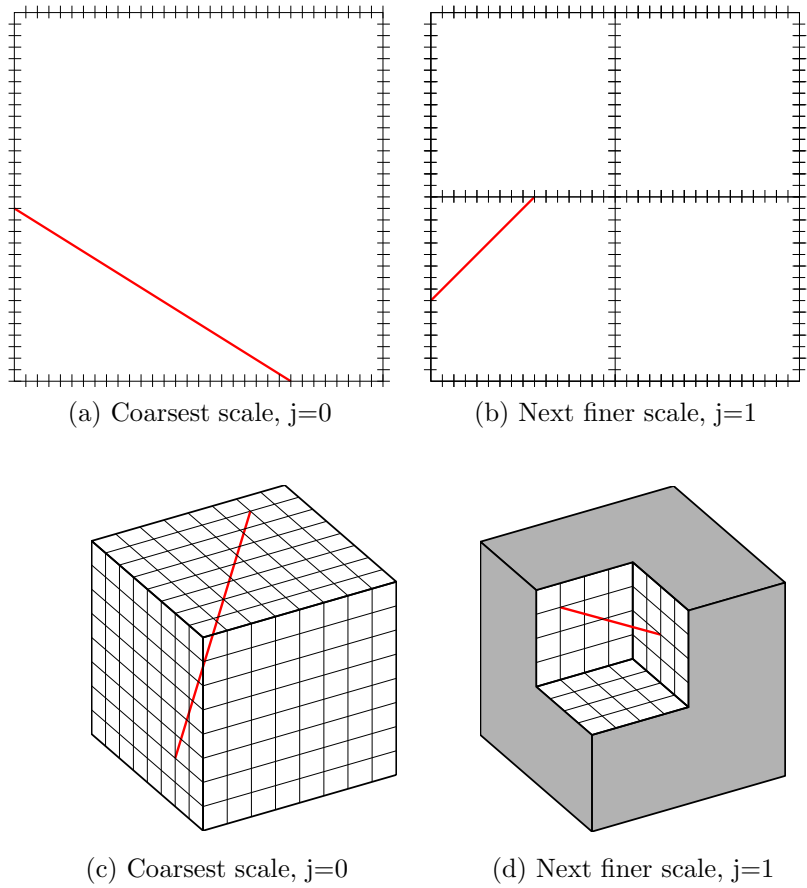 (a) Coarsest scale, j=0
(b) Next finer scale, j=1
(c) Coarsest scale, j=0
(d) Next finer scale, j=1